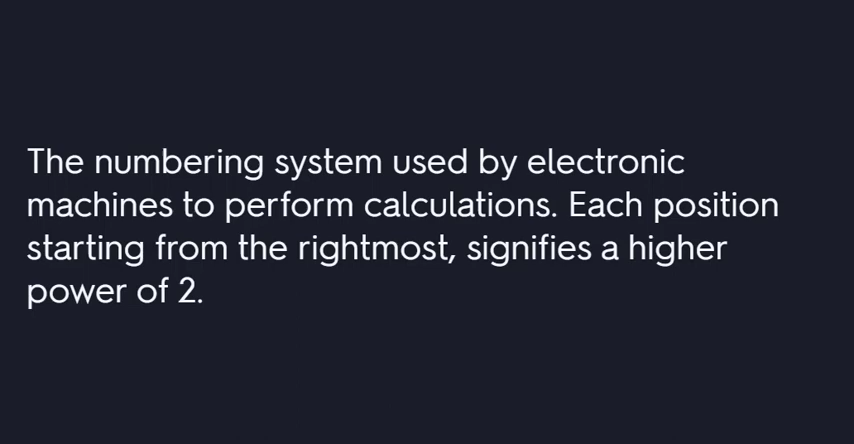 The numbering system used by electronic
machines to perform calculations. Each position
starting from the rightmost, signifies a higher
power of 2.